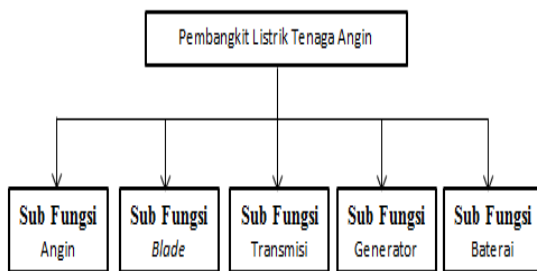 Pembangkit Listrik Tenaga Angin
Sub Fungsi
Angin
Sub Fungsi
Blade
Sub Fungsi
Transmisi
Sub Fungsi
Generator
Sub Fungsi
Baterai